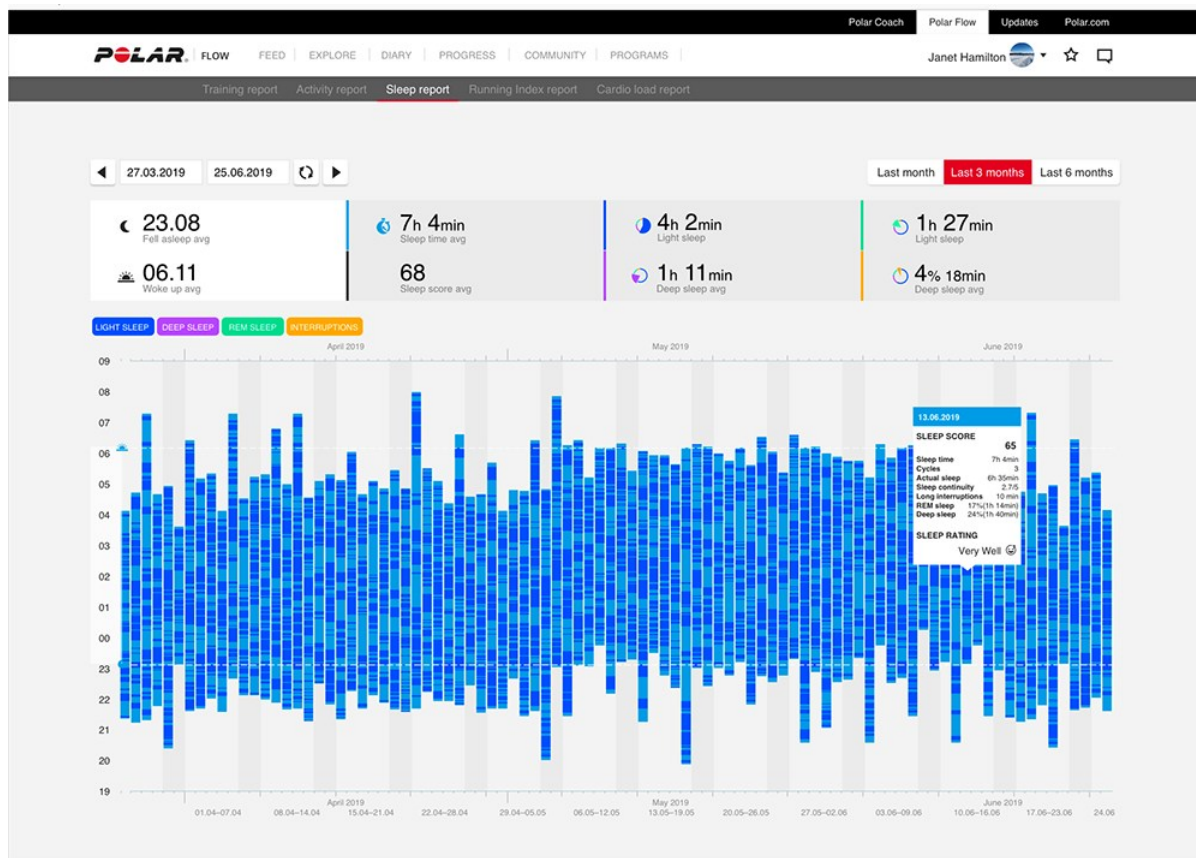 Polar Coach Polar Flow Updates Polar.com
POLAR. FLOW FEED EXPLORE DIARY PROGRESS COMMUNITY PROGRAMS Janet Hamilton
Training report Activity report Sleep report Running Index report Cardio load report
27.03.2019 25.06.2019 Last month Last 3 months Last 6 months
23.08 7h 4min 4h 2min 1h 27min
Fell asleep avg Sleep time avg Light sleep Light sleep
06.11 68 1h 11min 4% 18min
Woke up avg Sleep score avg Deep sleep avg Deep sleep avg
LIGHT SLEEP DEEP SLEEP REM SLEEP INTERRUPTIONS
April 2019 May 2019 June 2019
09
08
07
06
05
04
03
02
01
00
23
22
21
20
19
13.06.2019
SLEEP SCORE
65
Sleep time 7h 4min
Cycles 3
Actual sleep 6h 35min
Sleep continuity 2.7/5
Long interruptions 10 min
REM sleep 17%(1h 14min)
Deep sleep 24%(1h 40min)
SLEEP RATING
Very Well
April 2019 May 2019 June 2019
01.04–07.04 08.04–14.04 15.04–21.04 22.04–28.04 29.04–05.05 06.05–12.05 13.05–19.05 20.05–26.05 27.05–02.06 03.06–09.06 10.06–16.06 17.06–23.06 24.06